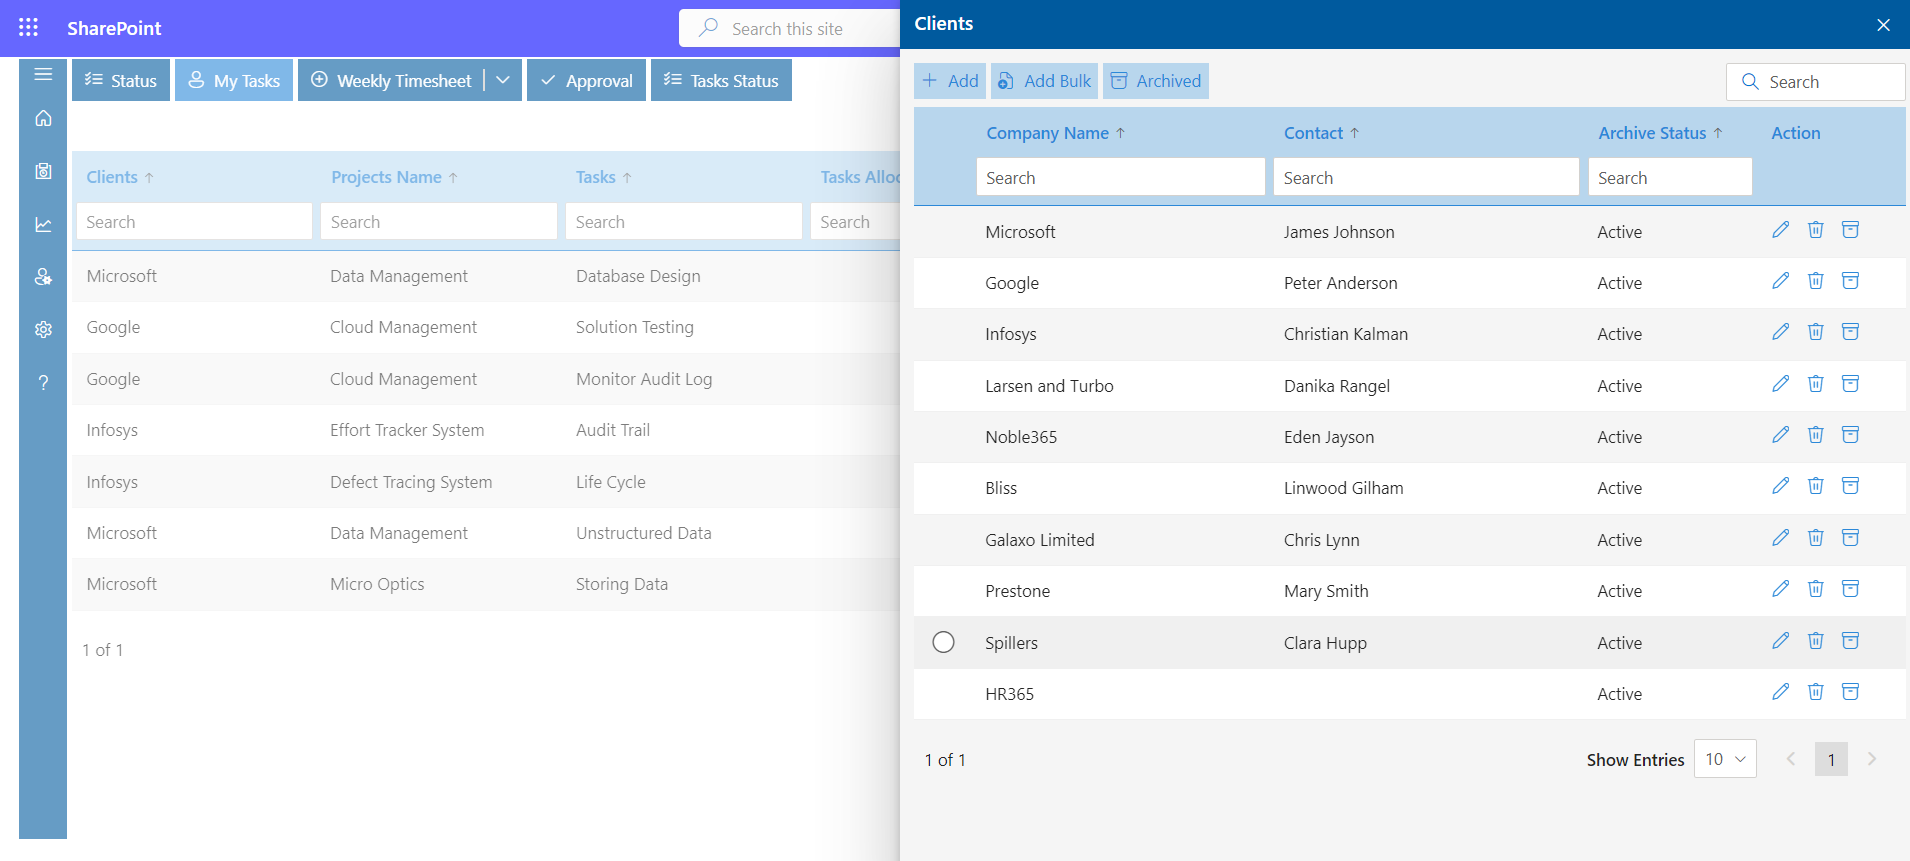 SharePoint
Search this site
Status
My Tasks
Weekly Timesheet
Approval
Tasks Status
Clients Projects Name Tasks
Search Search Search Search
Microsoft Data Management Database Design
Google Cloud Management Solution Testing
Google Cloud Management Monitor Audit Log
Infosys Effort Tracker System Audit Trail
Infosys Defect Tracing System Life Cycle
Microsoft Data Management Unstructured Data
Microsoft Micro Optics Storing Data
1 of 1
Clients
Add Add Bulk Archived Search
Company Name Contact Archive Status Action
Search Search Search
Microsoft James Johnson Active
Google Peter Anderson Active
Infosys Christian Kalman Active
Larsen and Turbo Danika Rangel Active
Noble365 Eden Jayson Active
Bliss Linwood Gilham Active
Galaxo Limited Chris Lynn Active
Prestone Mary Smith Active
Spillers Clara Hupp Active
HR365 Active
1 of 1 Show Entries 10 1